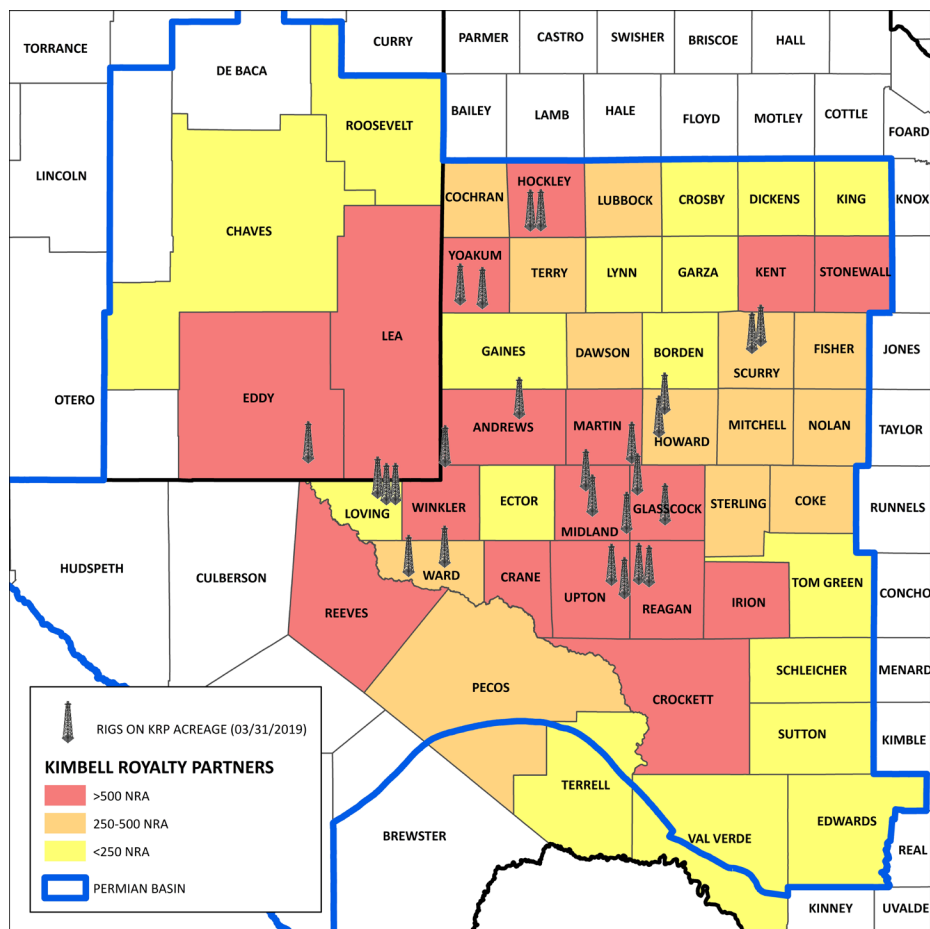 CURRY
PARMER
CASTRO
SWISHER
BRISCOE
HALL
TORRANCE
DE BACA
BAILEY
LAMB
HALE
FLOYD
MOTLEY
COTTLE
FOARD
ROOSEVELT
LINCOLN
HOCKLEY
COCHRAN
LUBBOCK
CROSBY
DICKENS
KING
KNOX
CHAVES
YOAKUM
TERRY
LYNN
GARZA
KENT
STONEWALL
LEA
GAINES
DAWSON
BORDEN
SCURRY
FISHER
JONES
OTERO
EDDY
ANDREWS
MARTIN
HOWARD
MITCHELL
NOLAN
TAYLOR
LOVING
WINKLER
ECTOR
MIDLAND
GLASSCOCK
STERLING
COKE
RUNNELS
HUDSPETH
CULBERSON
WARD
CRANE
UPTON
REAGAN
IRION
TOM GREEN
CONCHO
REEVES
PECOS
CROCKETT
SCHLEICHER
MENARD
SUTTON
KIMBLE
TERRELL
BREWSTER
VAL VERDE
EDWARDS
REAL
KINNEY
UVALDE
RIGS ON KRP ACREAGE (03/31/2019)
KIMBELL ROYALTY PARTNERS
>500 NRA
250-500 NRA
<250 NRA
PERMIAN BASIN